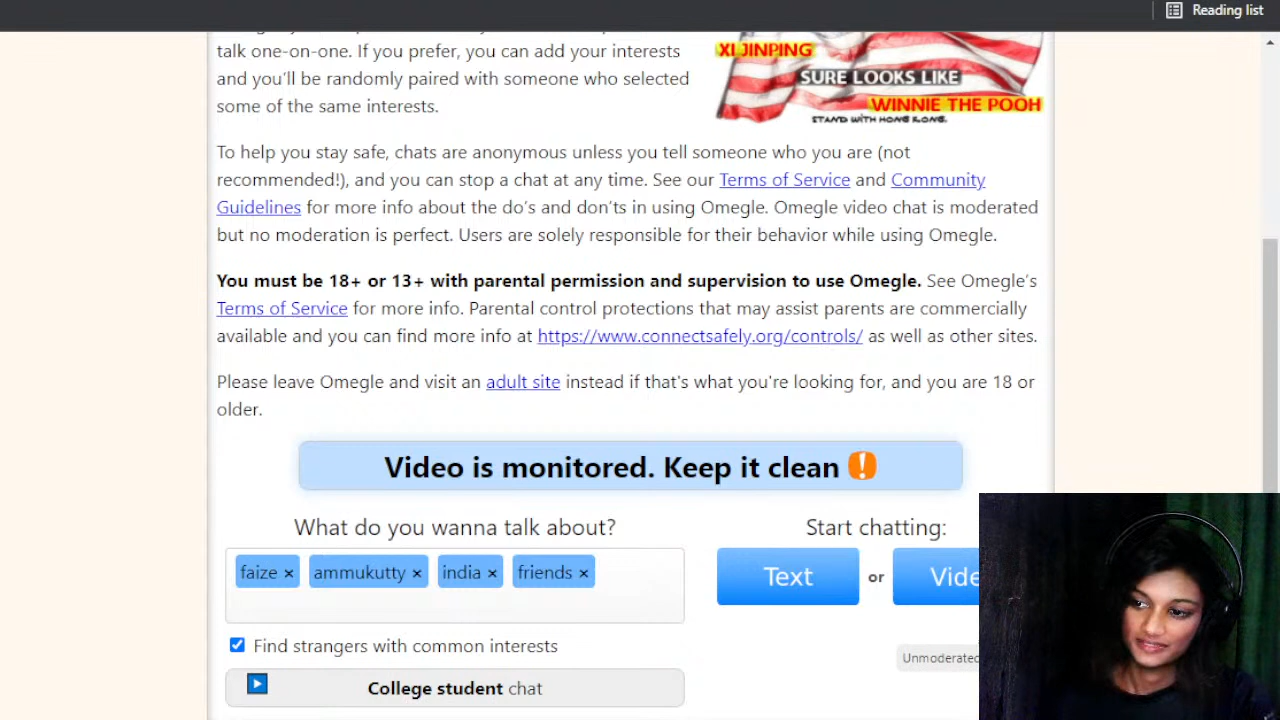 Reading list
talk one-on-one. If you prefer, you can add your interests
and you'll be randomly paired with someone who selected
some of the same interests.
XI JINPING
SURE LOOKS LIKE
WINNIE THE POOH
STAND WITH HONG KONG.
To help you stay safe, chats are anonymous unless you tell someone who you are (not
recommended!), and you can stop a chat at any time. See our Terms of Service and Community
Guidelines for more info about the do's and don'ts in using Omegle. Omegle video chat is moderated
but no moderation is perfect. Users are solely responsible for their behavior while using Omegle.
You must be 18+ or 13+ with parental permission and supervision to use Omegle. See Omegle's
Terms of Service for more info. Parental control protections that may assist parents are commercially
available and you can find more info at https://www.connectsafely.org/controls/ as well as other sites.
Please leave Omegle and visit an adult site instead if that's what you're looking for, and you are 18 or
older.
Video is monitored. Keep it clean !
What do you wanna talk about?
faize × ammukutty × india × friends ×
Find strangers with common interests
College student chat
Start chatting:
Text or Vide
Unmoderated